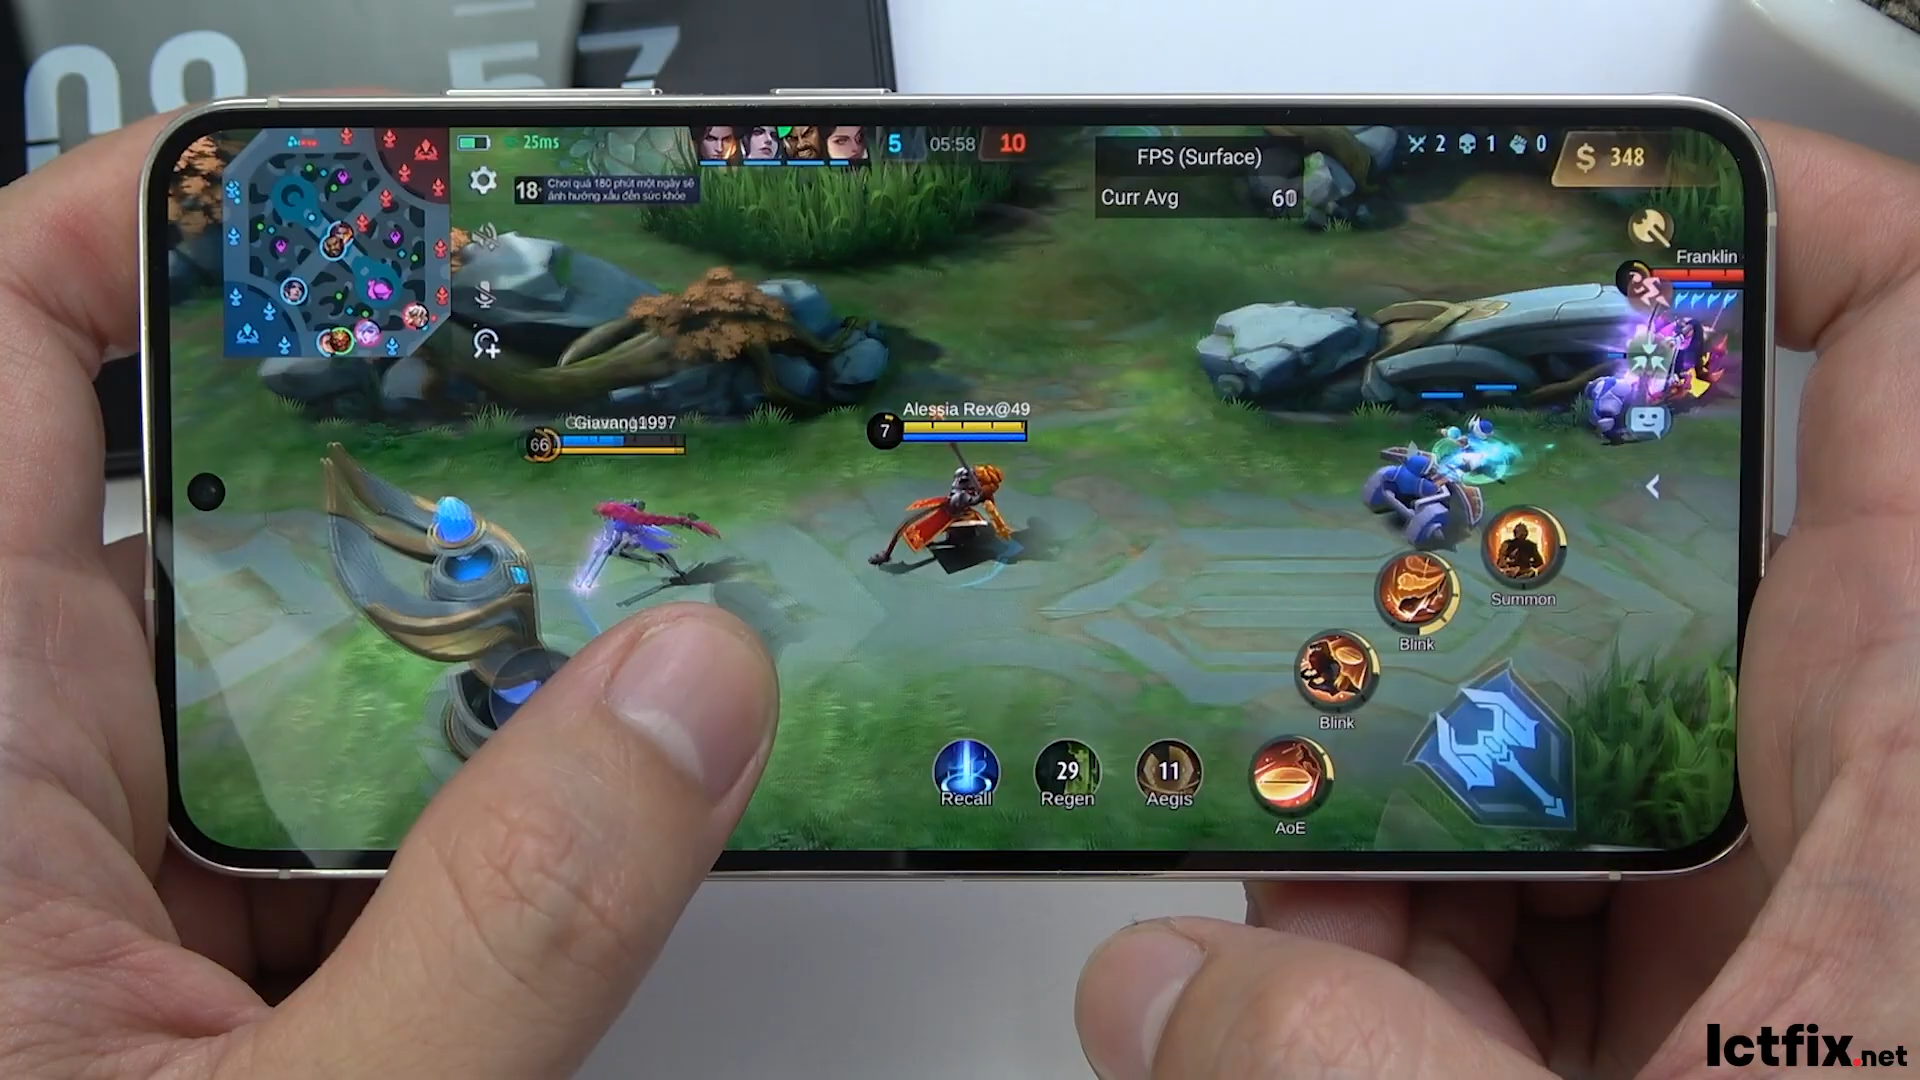 25ms
5
05:58
10
FPS (Surface)
Curr Avg
2
1
0
$ 348
18+
Chơi quá 180 phút một ngày sẽ
ảnh hưởng xấu đến sức khỏe
Franklin
Giavang1997
Alessia Rex@49
7
Summon
Blink
Blink
Recall
29
Regen
11
Aegis
AoE
Ictfix.net